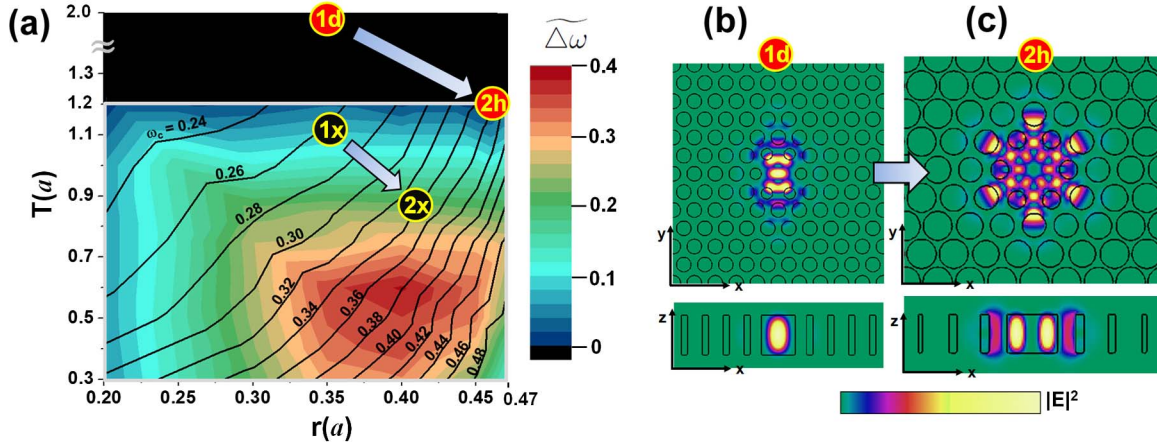 (a)
2.0
1.3
1.2
1.1
0.9
0.7
0.5
0.3
T(a)
0.20
0.25
0.30
0.35
0.40
0.45
0.47
r(a)
1d
2h
1x
2x
ω_c = 0.24
0.26
0.28
0.30
0.32
0.34
0.36
0.38
0.40
0.42
0.44
0.46
0.48
Δω
0.4
0.3
0.2
0.1
0
(b)
1d
y
x
z
x
(c)
2h
y
x
z
x
|E|²